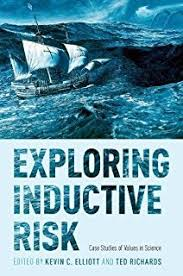 EXPLORING
INDUCTIVE
RISK
Case Studies of Values in Science
EDITED BY KEVIN C. ELLIOTT AND TED RICHARDS